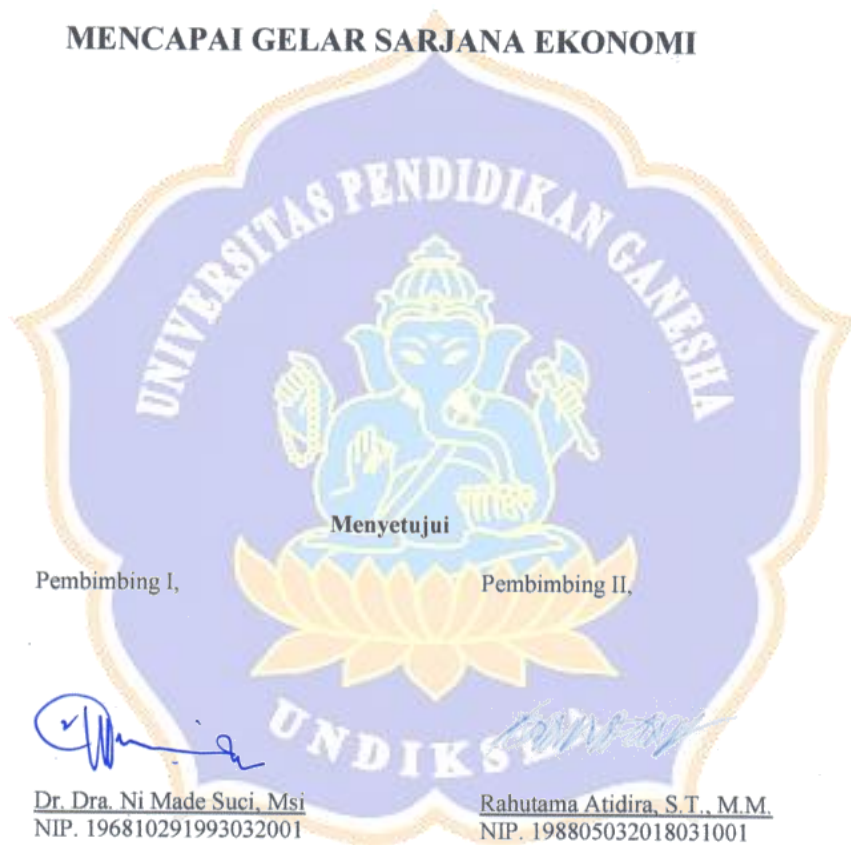 MENCAPAI GELAR SARJANA EKONOMI
UNIVERSITAS PENDIDIKAN GANESHA
Menyetujui
Pembimbing I,
Pembimbing II,
UNDIKSHA
Dr. Dra. Ni Made Suci, Msi
Rahutama Atidira, S.T., M.M.
NIP. 196810291993032001
NIP. 198805032018031001